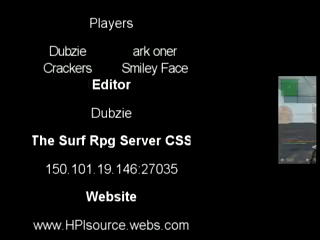 Players
Dubzie ark oner
Crackers Smiley Face
Editor
Dubzie
The Surf Rpg Server CSS
150.101.19.146:27035
Website
www.HPIsource.webs.com